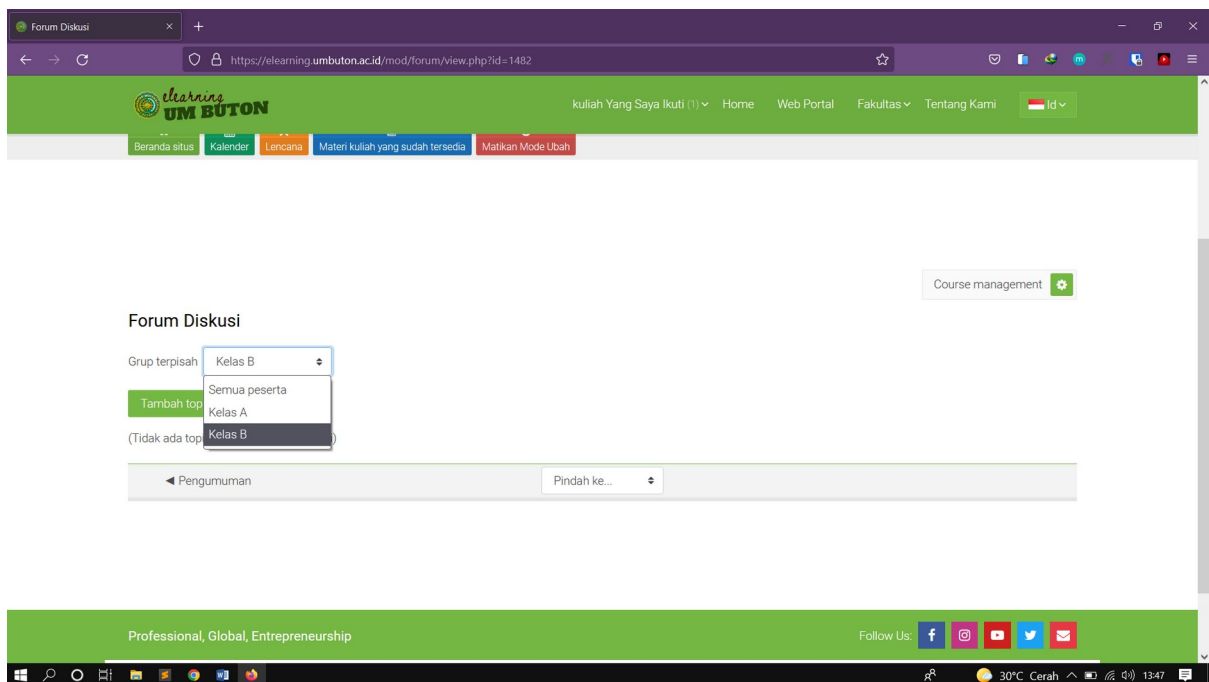 Forum Diskusi
https://elearning.umbuton.ac.id/mod/forum/view.php?id=1482
elearning
UM BUTON
kuliah Yang Saya Ikuti (1) Home Web Portal Fakultas Tentang Kami Id
Beranda situs Kalender Lencana Materi kuliah yang sudah tersedia Matikan Mode Ubah
Course management
Forum Diskusi
Grup terpisah Kelas B
Semua peserta
Tambah top
Kelas A
(Tidak ada top )
Kelas B
◄ Pengumuman Pindah ke...
Professional, Global, Entrepreneurship Follow Us:
30°C Cerah 13:47